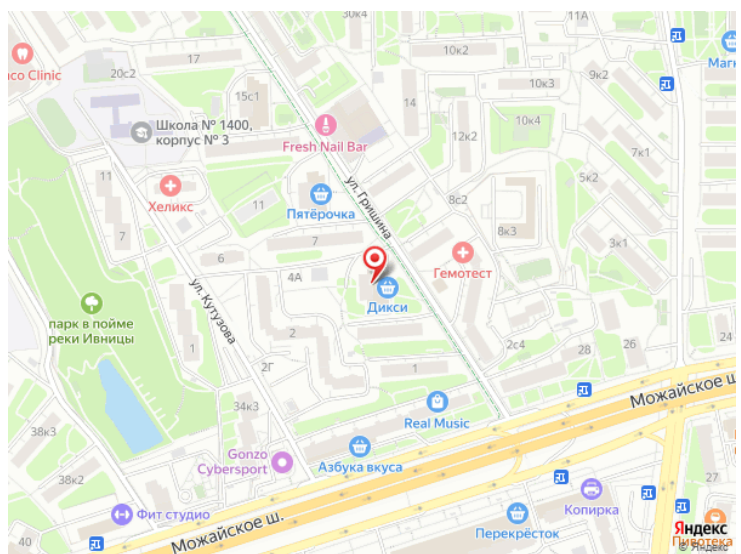 30к4
11А
17
10к2
Магн
aco Clinic
20с2
10к3
9к2
15с1
14
10к4
Школа № 1400,
корпус № 3
Fresh Nail Bar
12к2
7к1
ул. Гришина
11
5к2
Хеликс
11
8с2
Пятёрочка
8к3
7
7
3к1
6
Гемотест
4А
ул. Кутузова
Дикси
парк в пойме
реки Ивницы
2
1
2Г
1
2с4
28
26
24
34к3
Можайское ш.
Real Music
38к3
Gonzo
Cybersport
Азбука вкуса
38к2
27
Фит студио
Копирка
Перекрёсток
Яндекс
40
Можайское ш.
Пивотека
© Яндекс